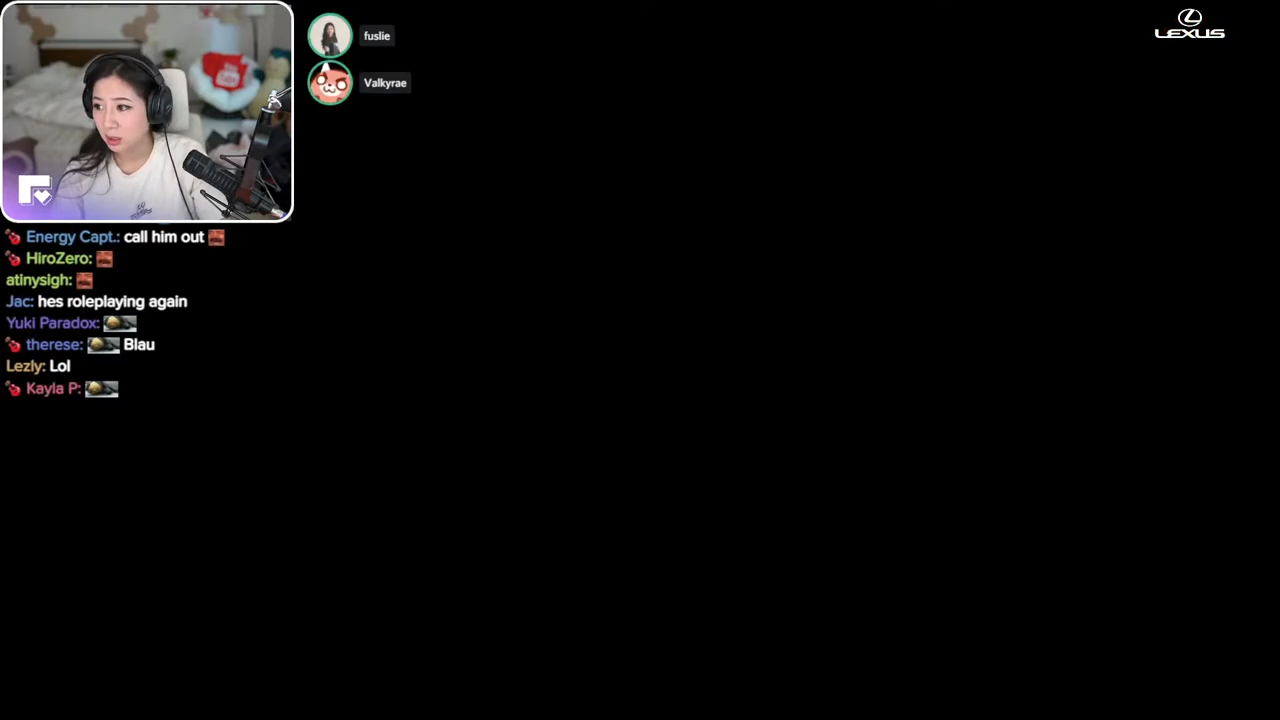 LEXUS
fuslie
Valkyrae
Energy Capt.: call him out
HiroZero:
atinysigh:
Jac: hes roleplaying again
Yuki Paradox:
therese: Blau
Lezly: Lol
Kayla P: